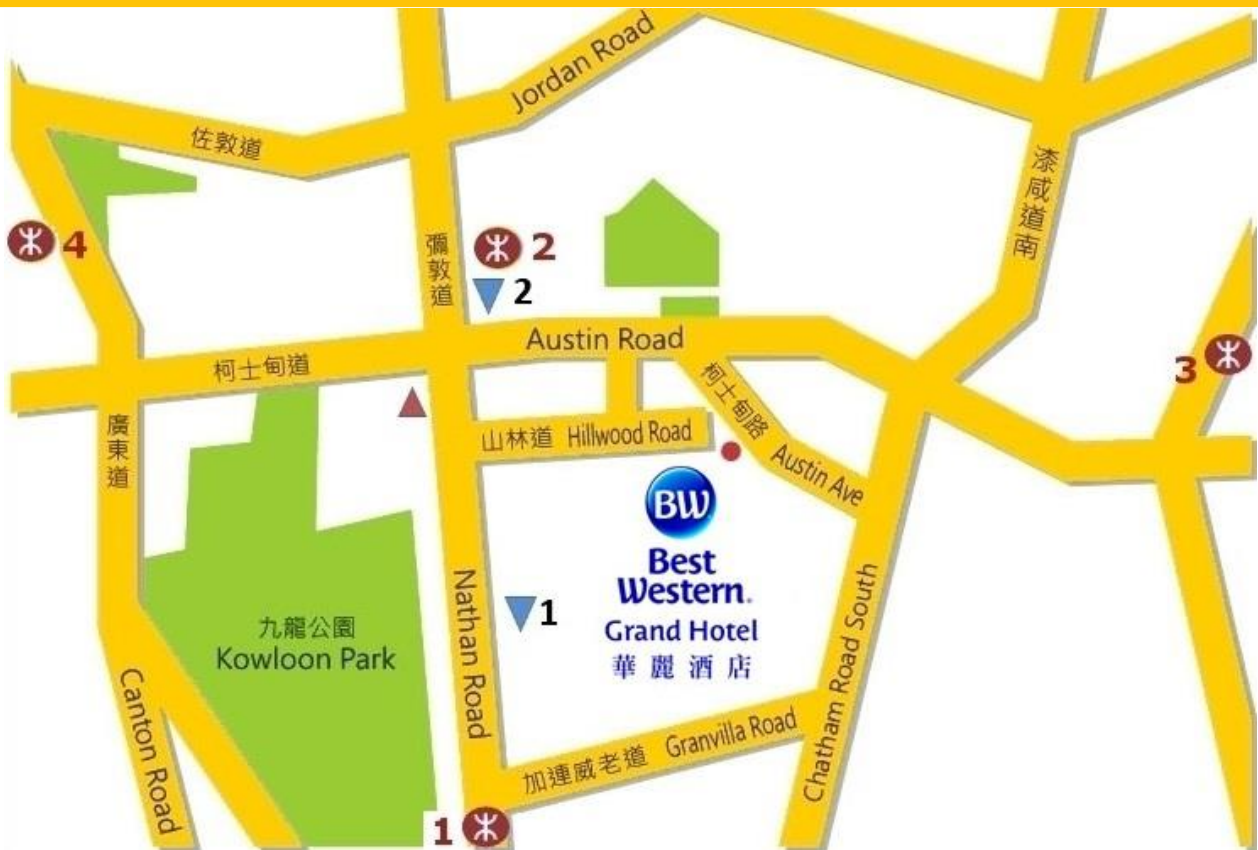 Jordan Road
佐敦道
漆咸道南
4
彌敦道
2
2
Austin Road
柯士甸道
3
柯士甸路 Austin Ave
廣東道
山林道 Hillwood Road
BW
Best
Western.
Grand Hotel
華麗酒店
1
Nathan Road
九龍公園
Kowloon Park
Chatham Road South
Canton Road
加連威老道 Granvilla Road
1